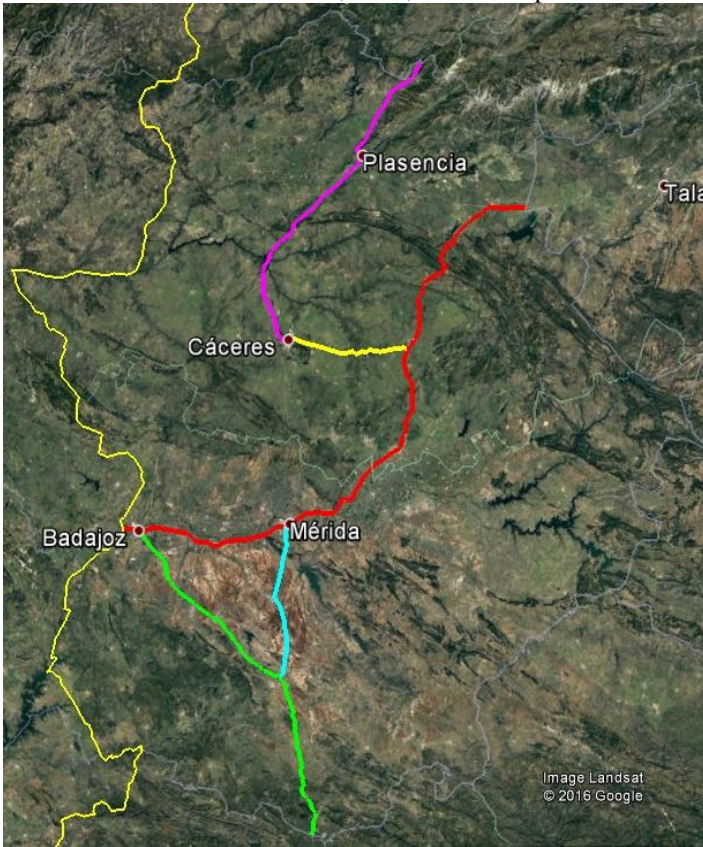 Plasencia
Tala
Cáceres
Badajoz
Mérida
Image Landsat
© 2016 Google